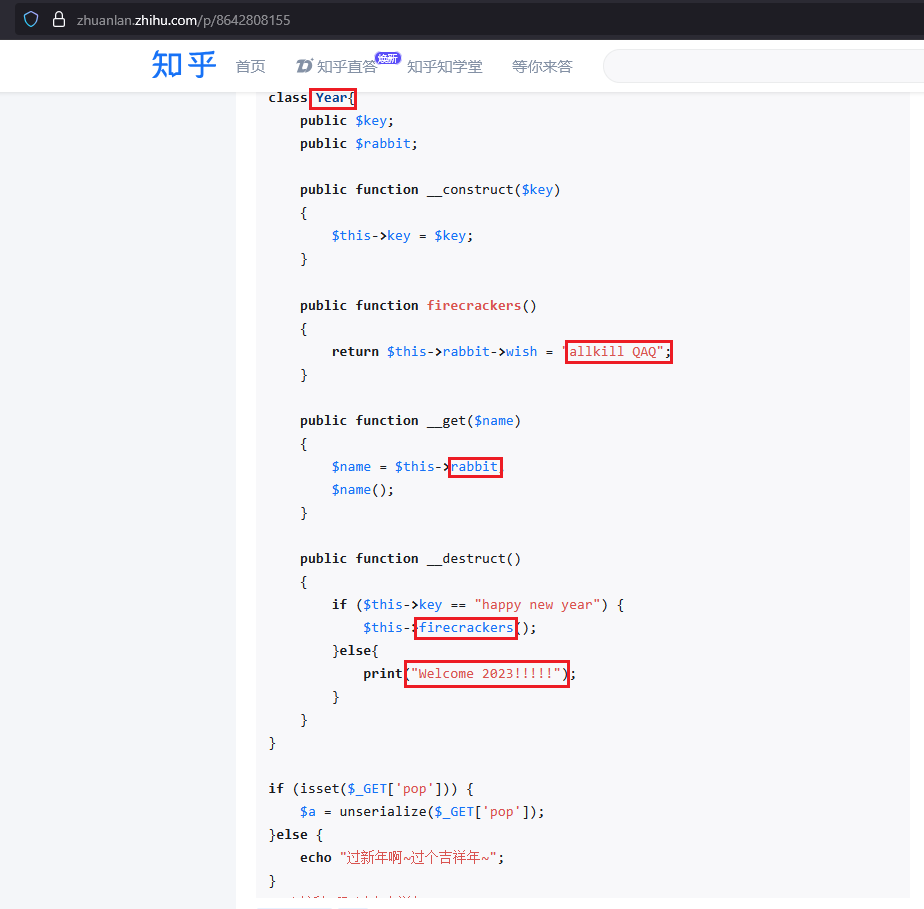 zhuanlan.zhihu.com/p/8642808155
知乎 首页 知乎直答 焕新 知乎知学堂 等你来答
class Year{
public $key;
public $rabbit;
public function __construct($key)
{
$this->key = $key;
}
public function firecrackers()
{
return $this->rabbit->wish = "allkill QAQ";
}
public function __get($name)
{
$name = $this->rabbit
$name();
}
public function __destruct()
{
if ($this->key == "happy new year") {
$this->firecrackers();
}else{
print("Welcome 2023!!!!!");
}
}
}
if (isset($_GET['pop'])) {
$a = unserialize($_GET['pop']);
}else {
echo "过新年啊~过个吉祥年~";
}